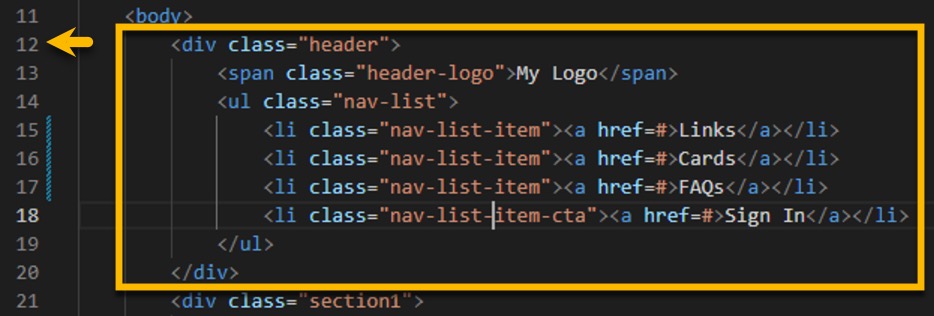 11 <body>
12 <div class="header">
13 <span class="header-logo">My Logo</span>
14 <ul class="nav-list">
15 <li class="nav-list-item"><a href=#>Links</a></li>
16 <li class="nav-list-item"><a href=#>Cards</a></li>
17 <li class="nav-list-item"><a href=#>FAQs</a></li>
18 <li class="nav-list-item-cta"><a href=#>Sign In</a></li>
19 </ul>
20 </div>
21 <div class="section1">